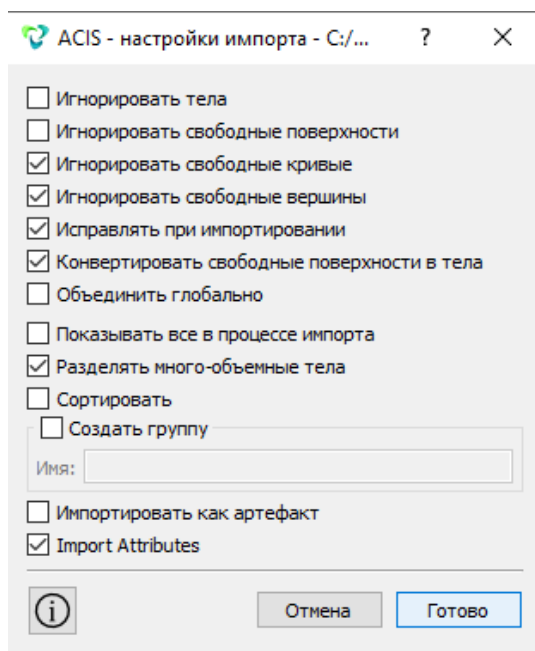 ACIS - настройки импорта - C:/... ? ×
Игнорировать тела
Игнорировать свободные поверхности
Игнорировать свободные кривые
Игнорировать свободные вершины
Исправлять при импортировании
Конвертировать свободные поверхности в тела
Объединить глобально
Показывать все в процессе импорта
Разделять много-объемные тела
Сортировать
Создать группу
Имя:
Импортировать как артефакт
Import Attributes
Отмена Готово